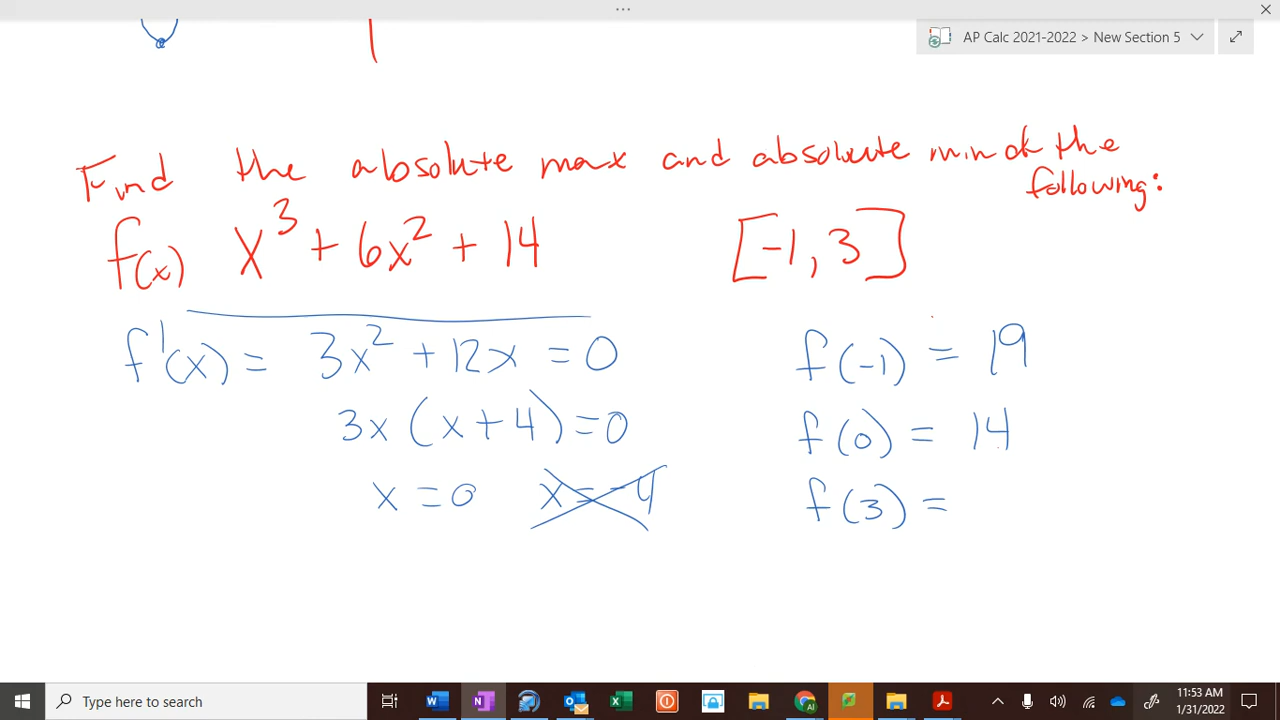 AP Calc 2021-2022 > New Section 5
Find the absolute max and absolute min of the
following:
f(x) x³ + 6x² + 14 [-1, 3]
f'(x) = 3x² + 12x = 0
3x (x + 4) = 0
x = 0 x = -4
f(-1) = 19
f(0) = 14
f(3) =
Type here to search
11:53 AM
1/31/2022